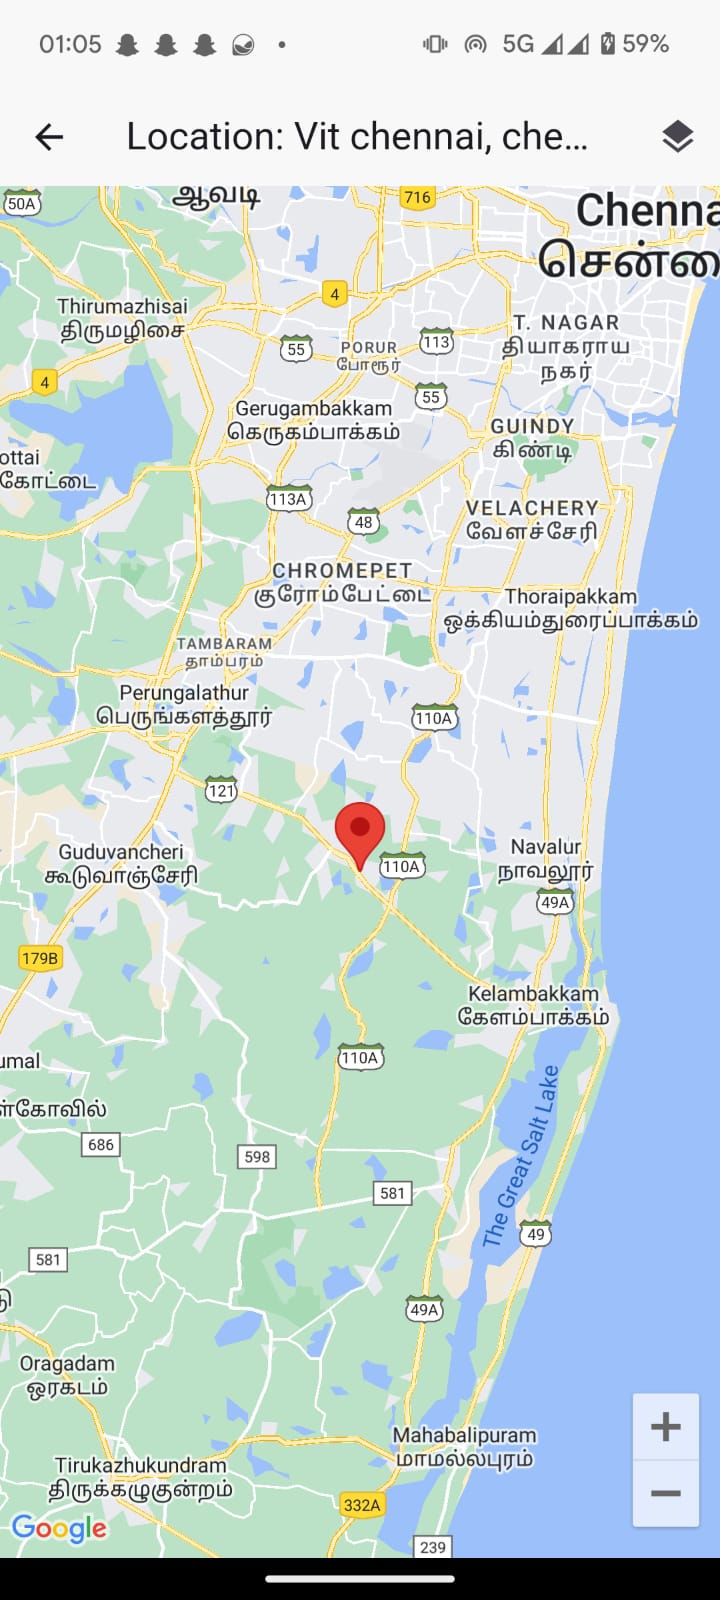 01:05
5G
59%
Location: Vit chennai, che...
50A
ஆவடி
716
Chenna
சென்னை
4
Thirumazhisai
திருமழிசை
55
PORUR
போரூர்
113
T. NAGAR
தியாகராய
நகர்
4
55
Gerugambakkam
கெருகம்பாக்கம்
GUINDY
கிண்டி
ottai
கோட்டை
113A
48
VELACHERY
வேளச்சேரி
CHROMEPET
குரோம்பேட்டை
Thoraipakkam
ஒக்கியம்துரைப்பாக்கம்
TAMBARAM
தாம்பரம்
Perungalathur
பெருங்களத்தூர்
110A
121
Guduvancheri
கூடுவாஞ்சேரி
110A
Navalur
நாவலூர்
49A
179B
Kelambakkam
கேளம்பாக்கம்
umal
ள்கோவில்
110A
The Great Salt Lake
686
598
581
49
581
டு
49A
Oragadam
ஓரகடம்
Mahabalipuram
மாமல்லபுரம்
Tirukazhukundram
திருக்கழுகுன்றம்
332A
239
Google
+
−